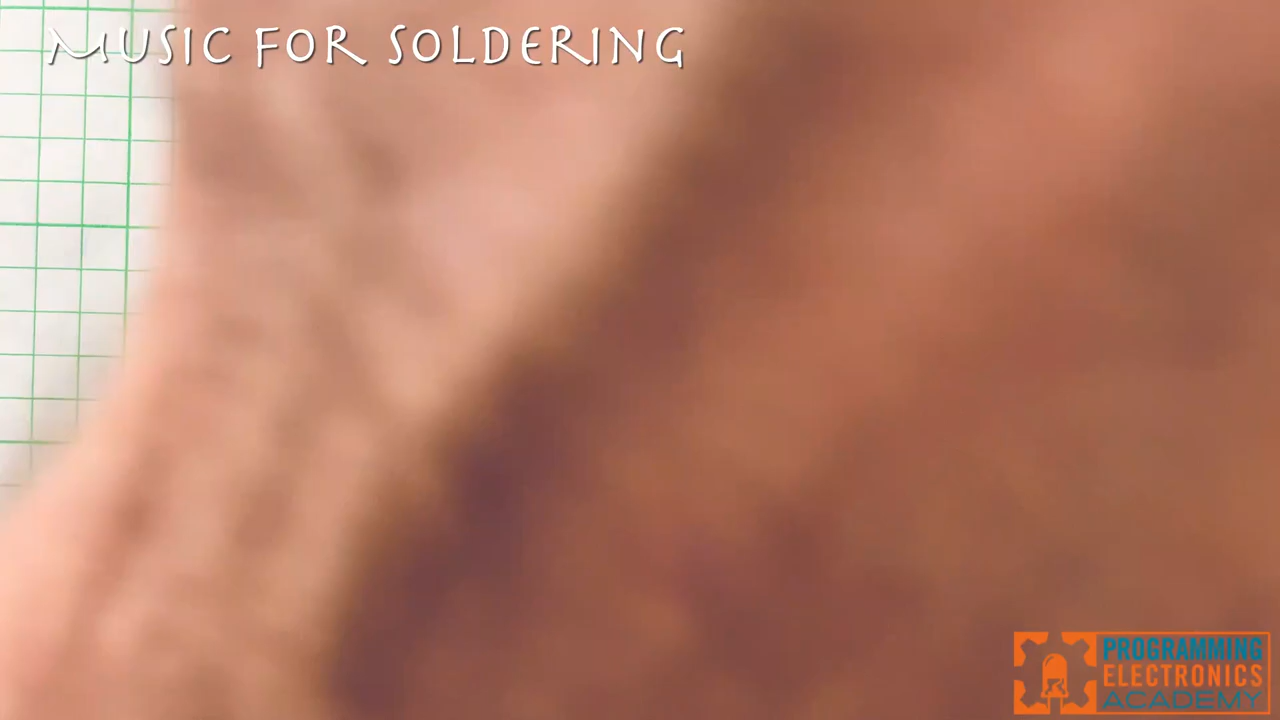 MUSIC FOR SOLDERING
PROGRAMMING
ELECTRONICS
ACADEMY